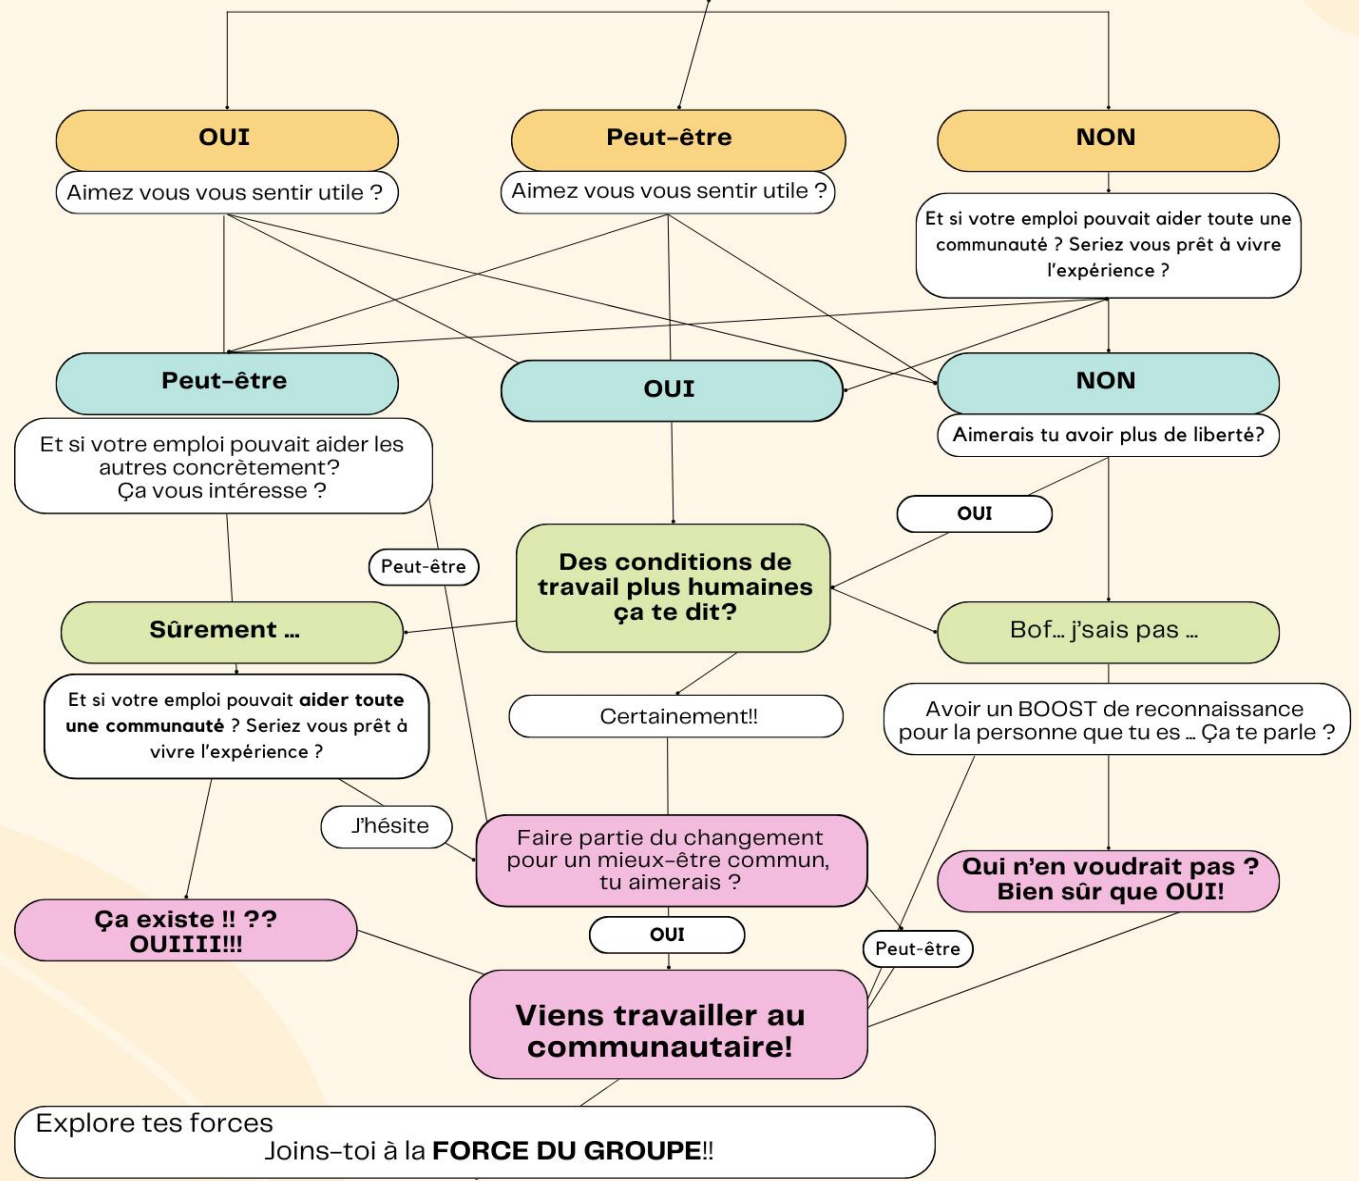 OUI
Peut-être
NON
Aimez vous vous sentir utile ?
Aimez vous vous sentir utile ?
Et si votre emploi pouvait aider toute une
communauté ? Seriez vous prêt à vivre
l'expérience ?
Peut-être
OUI
NON
Et si votre emploi pouvait aider les
autres concrètement?
Ça vous intéresse ?
Aimerais tu avoir plus de liberté?
OUI
Peut-être
Des conditions de
travail plus humaines
ça te dit?
Sûrement ...
Bof... j'sais pas ...
Et si votre emploi pouvait aider toute
une communauté ? Seriez vous prêt à
vivre l'expérience ?
Certainement!!
Avoir un BOOST de reconnaissance
pour la personne que tu es ... Ça te parle ?
J'hésite
Faire partie du changement
pour un mieux-être commun,
tu aimerais ?
Qui n'en voudrait pas ?
Bien sûr que OUI!
Ça existe !! ??
OUIIII!!!
OUI
Peut-être
Viens travailler au
communautaire!
Explore tes forces
Joins-toi à la FORCE DU GROUPE!!